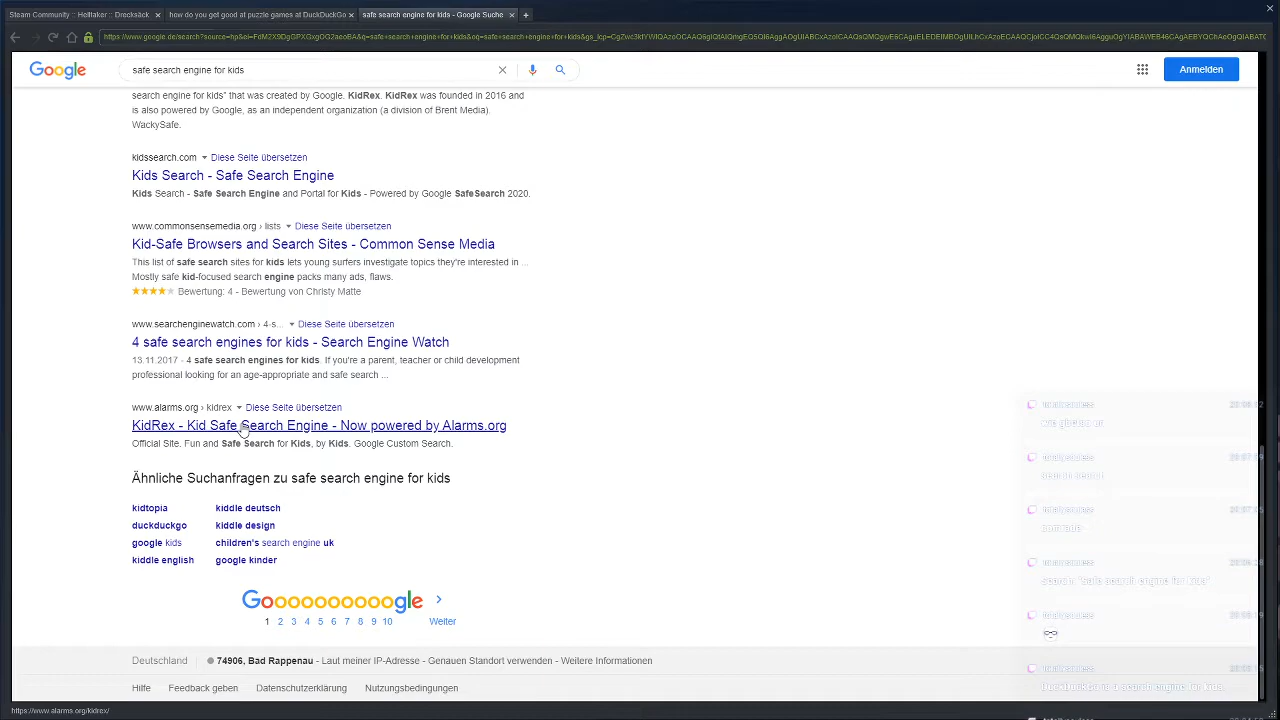 Steam Community :: Helltaker :: Drecksäck
how do you get good at puzzle games at DuckDuckGo
safe search engine for kids - Google Suche
Google
safe search engine for kids
Anmelden
search engine for kids" that was created by Google. KidRex. KidRex was founded in 2016 and
is also powered by Google, as an independent organization (a division of Brent Media).
WackySafe.
kidssearch.com Diese Seite übersetzen
Kids Search - Safe Search Engine
Kids Search - Safe Search Engine and Portal for Kids - Powered by Google SafeSearch 2020.
www.commonsensemedia.org › lists Diese Seite übersetzen
Kid-Safe Browsers and Search Sites - Common Sense Media
This list of safe search sites for kids lets young surfers investigate topics they're interested in ...
Mostly safe kid-focused search engine packs many ads, flaws.
Bewertung: 4 - Bewertung von Christy Matte
www.searchenginewatch.com › 4-s... Diese Seite übersetzen
4 safe search engines for kids - Search Engine Watch
13.11.2017 - 4 safe search engines for kids. If you're a parent, teacher or child development
professional looking for an age-appropriate and safe search ...
www.alarms.org › kidrex Diese Seite übersetzen
KidRex - Kid Safe Search Engine - Now powered by Alarms.org
Official Site. Fun and Safe Search for Kids, by Kids. Google Custom Search.
Ähnliche Suchanfragen zu safe search engine for kids
kidtopia kiddle deutsch
duckduckgo kiddle design
google kids children's search engine uk
kiddle english google kinder
Goooooooooogle
1 2 3 4 5 6 7 8 9 10 Weiter
Deutschland 74906, Bad Rappenau - Laut meiner IP-Adresse - Genauen Standort verwenden - Weitere Informationen
Hilfe Feedback geben Datenschutzerklärung Nutzungsbedingungen
https://www.alarms.org/kidrex/
search: "safe search engine for kids"